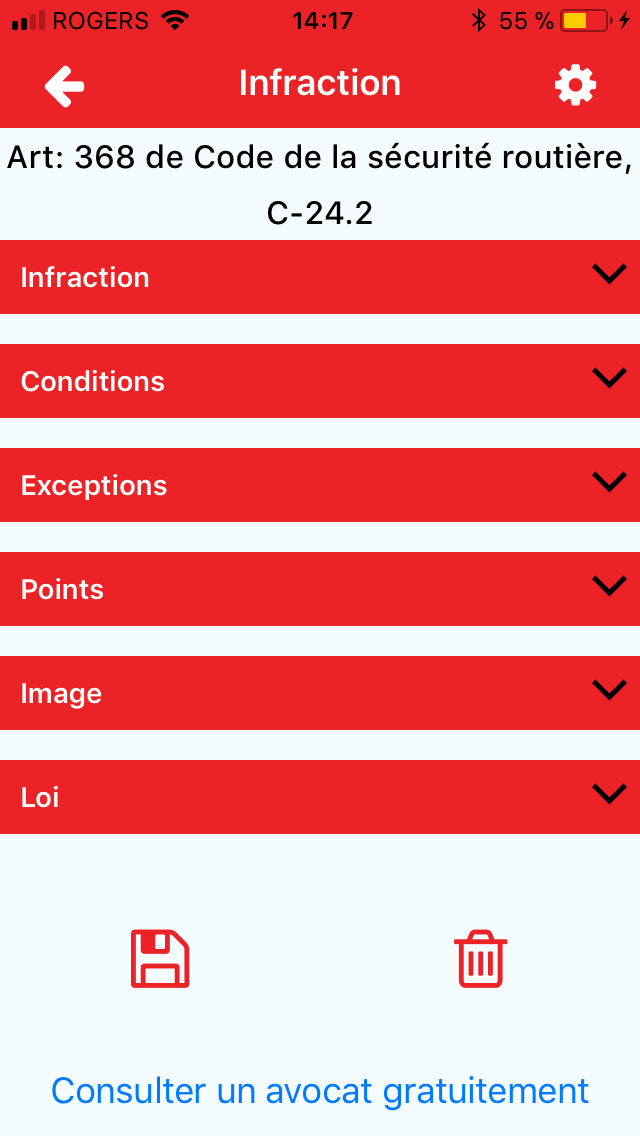 ROGERS 14:17 55 %
Infraction
Art: 368 de Code de la sécurité routière,
C-24.2
Infraction
Conditions
Exceptions
Points
Image
Loi
Consulter un avocat gratuitement